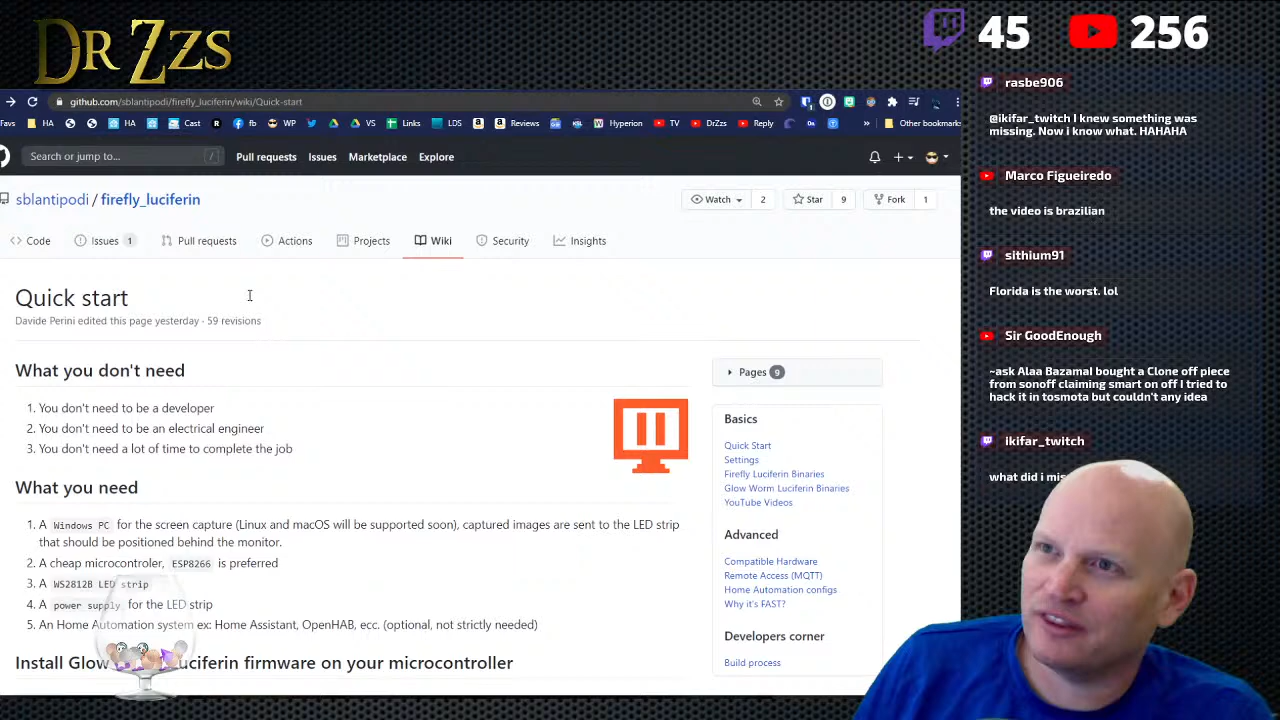 DR ZZS
45
256
github.com/sblantipodi/firefly_luciferin/wiki/Quick-start
Favs
HA
HA
Cast
fb
WP
VS
Links
LDS
Reviews
Hyperion
TV
DrZzs
Reply
»
Other bookmark
Search or jump to...
/
Pull requests
Issues
Marketplace
Explore
sblantipodi / firefly_luciferin
Watch
2
Star
9
Fork
1
Code
Issues 1
Pull requests
Actions
Projects
Wiki
Security
Insights
Quick start
Davide Perini edited this page yesterday · 59 revisions
What you don't need
1. You don't need to be a developer
2. You don't need to be an electrical engineer
3. You don't need a lot of time to complete the job
What you need
1. A Windows PC for the screen capture (Linux and macOS will be supported soon), captured images are sent to the LED strip
that should be positioned behind the monitor.
2. A cheap microcontroler, ESP8266 is preferred
3. A WS2812B LED strip
4. A power supply for the LED strip
5. An Home Automation system ex: Home Assistant, OpenHAB, ecc. (optional, not strictly needed)
Install Glow Luciferin firmware on your microcontroller
Pages 9
Basics
Quick Start
Settings
Firefly Luciferin Binaries
Glow Worm Luciferin Binaries
YouTube Videos
Advanced
Compatible Hardware
Remote Access (MQTT)
Home Automation configs
Why it's FAST?
Developers corner
Build process
rasbe906
@ikifar_twitch I knew something was
missing. Now i know what. HAHAHA
Marco Figueiredo
the video is brazilian
sithium91
Florida is the worst. lol
Sir GoodEnough
~ask Alaa BazamaI bought a Clone off piece
from sonoff claiming smart on off I tried to
hack it in tosmota but couldn't any idea
ikifar_twitch
what did i mis